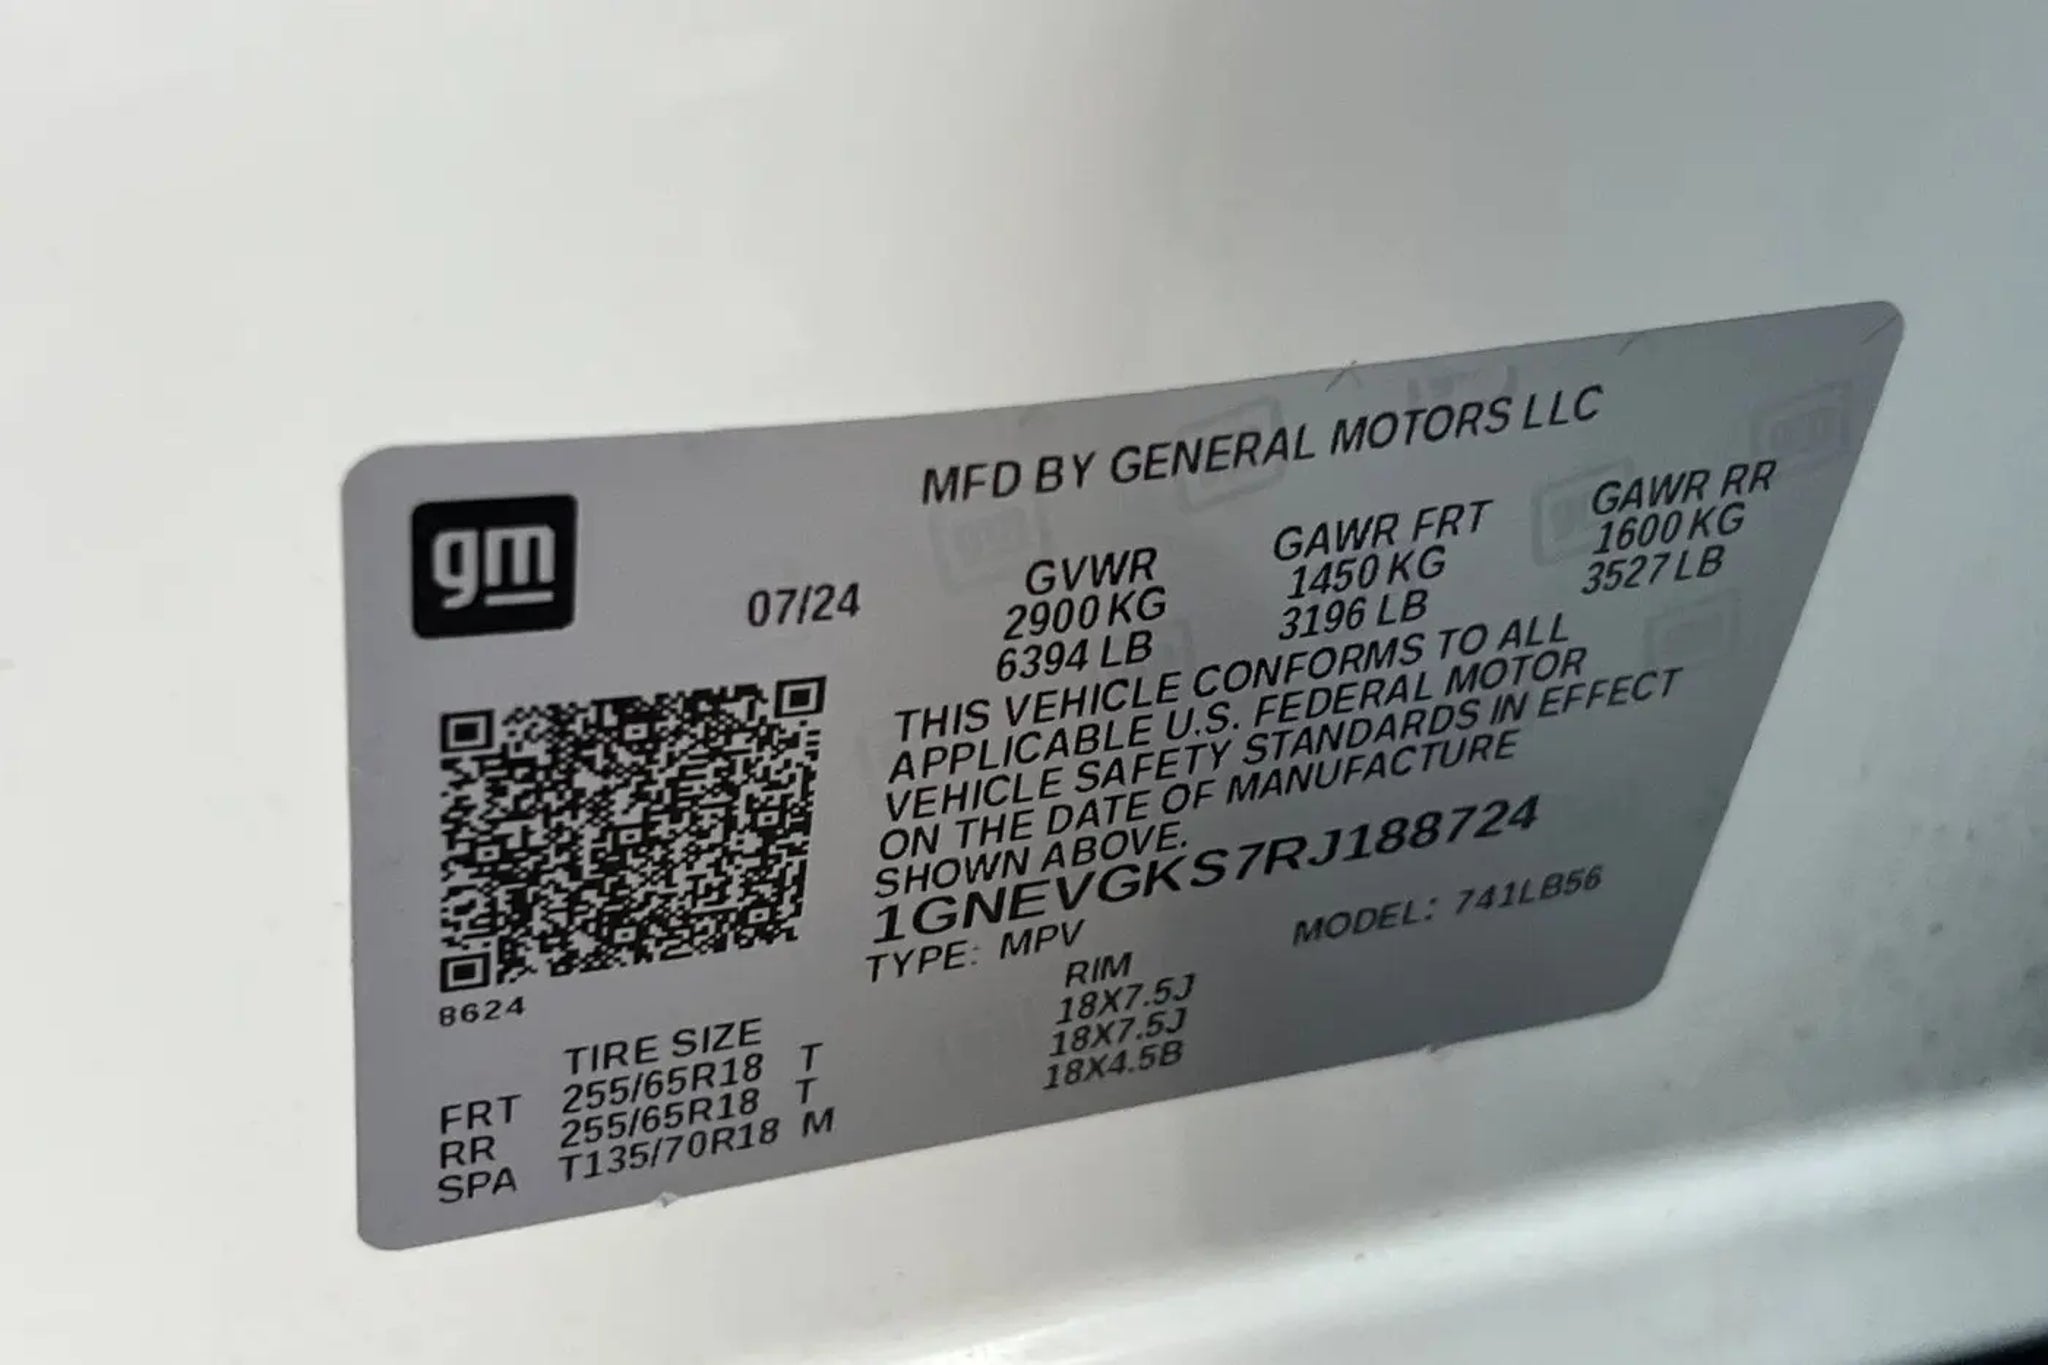 gm
MFD BY GENERAL MOTORS LLC
07/24
GVWR GAWR FRT GAWR RR
2900 KG 1450 KG 1600 KG
6394 LB 3196 LB 3527 LB
THIS VEHICLE CONFORMS TO ALL
APPLICABLE U.S. FEDERAL MOTOR
VEHICLE SAFETY STANDARDS IN EFFECT
ON THE DATE OF MANUFACTURE
SHOWN ABOVE.
1GNEVGKS7RJ188724
TYPE: MPV MODEL: 741LB56
8624
TIRE SIZE RIM
FRT 255/65R18 T 18X7.5J
RR 255/65R18 T 18X7.5J
SPA T135/70R18 M 18X4.5B